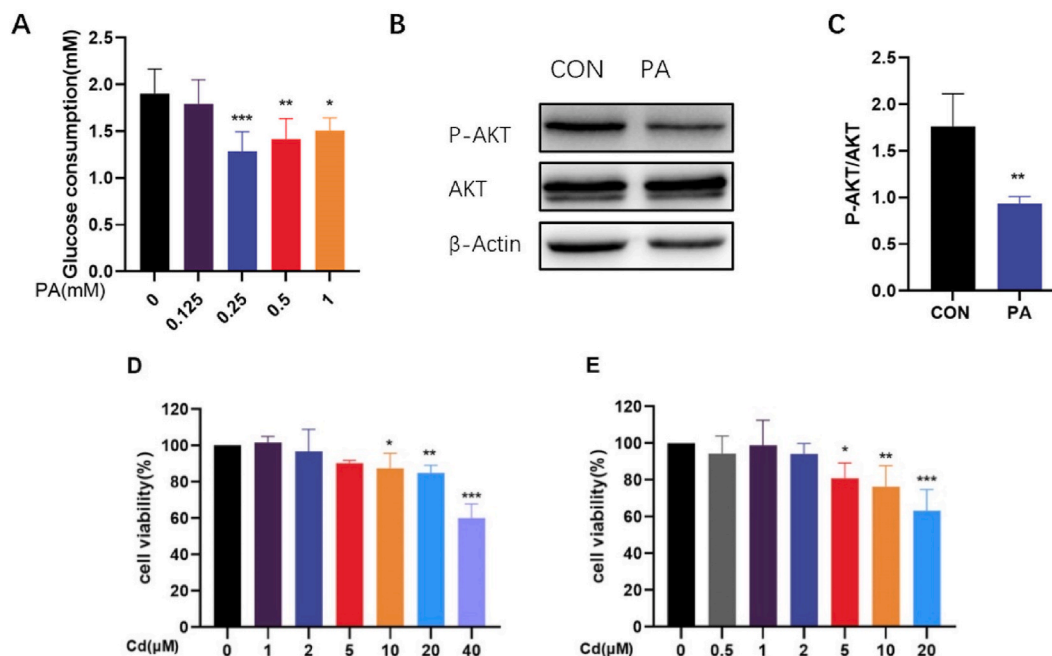 A
Glucose consumption(mM)
2.5
2.0
1.5
1.0
0.5
0.0
***
**
*
PA(mM)
0
0.125
0.25
0.5
1
B
CON PA
P-AKT
AKT
β-Actin
C
P-AKT/AKT
2.5
2.0
1.5
1.0
0.5
0.0
**
CON PA
D
cell viability(%)
120
100
80
60
40
20
0
*
**
***
Cd(μM) 0 1 2 5 10 20 40
E
cell viability(%)
120
100
80
60
40
20
0
*
**
***
Cd(μM) 0 0.5 1 2 5 10 20